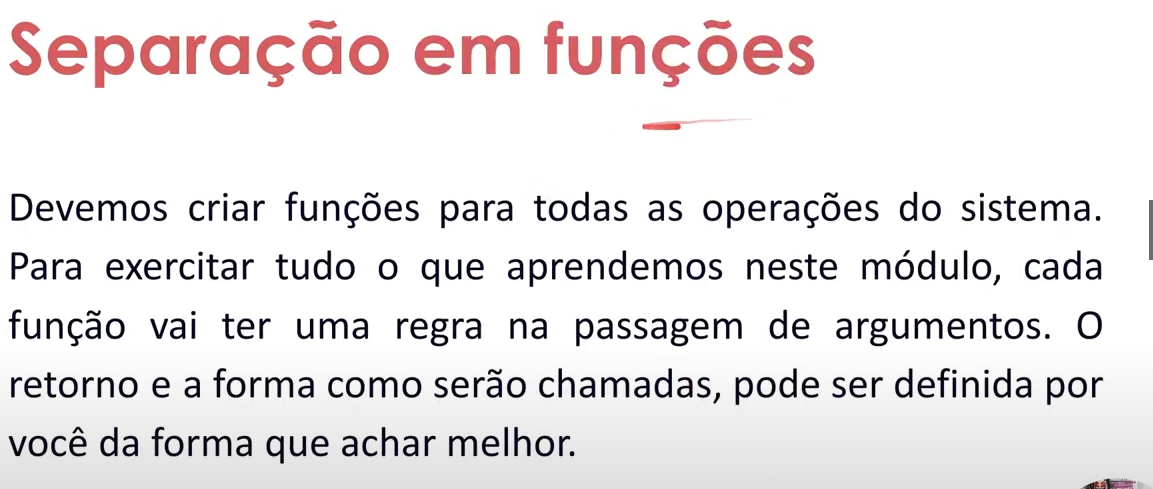 Separação em funções
Devemos criar funções para todas as operações do sistema.
Para exercitar tudo o que aprendemos neste módulo, cada
função vai ter uma regra na passagem de argumentos. O
retorno e a forma como serão chamadas, pode ser definida por
você da forma que achar melhor.